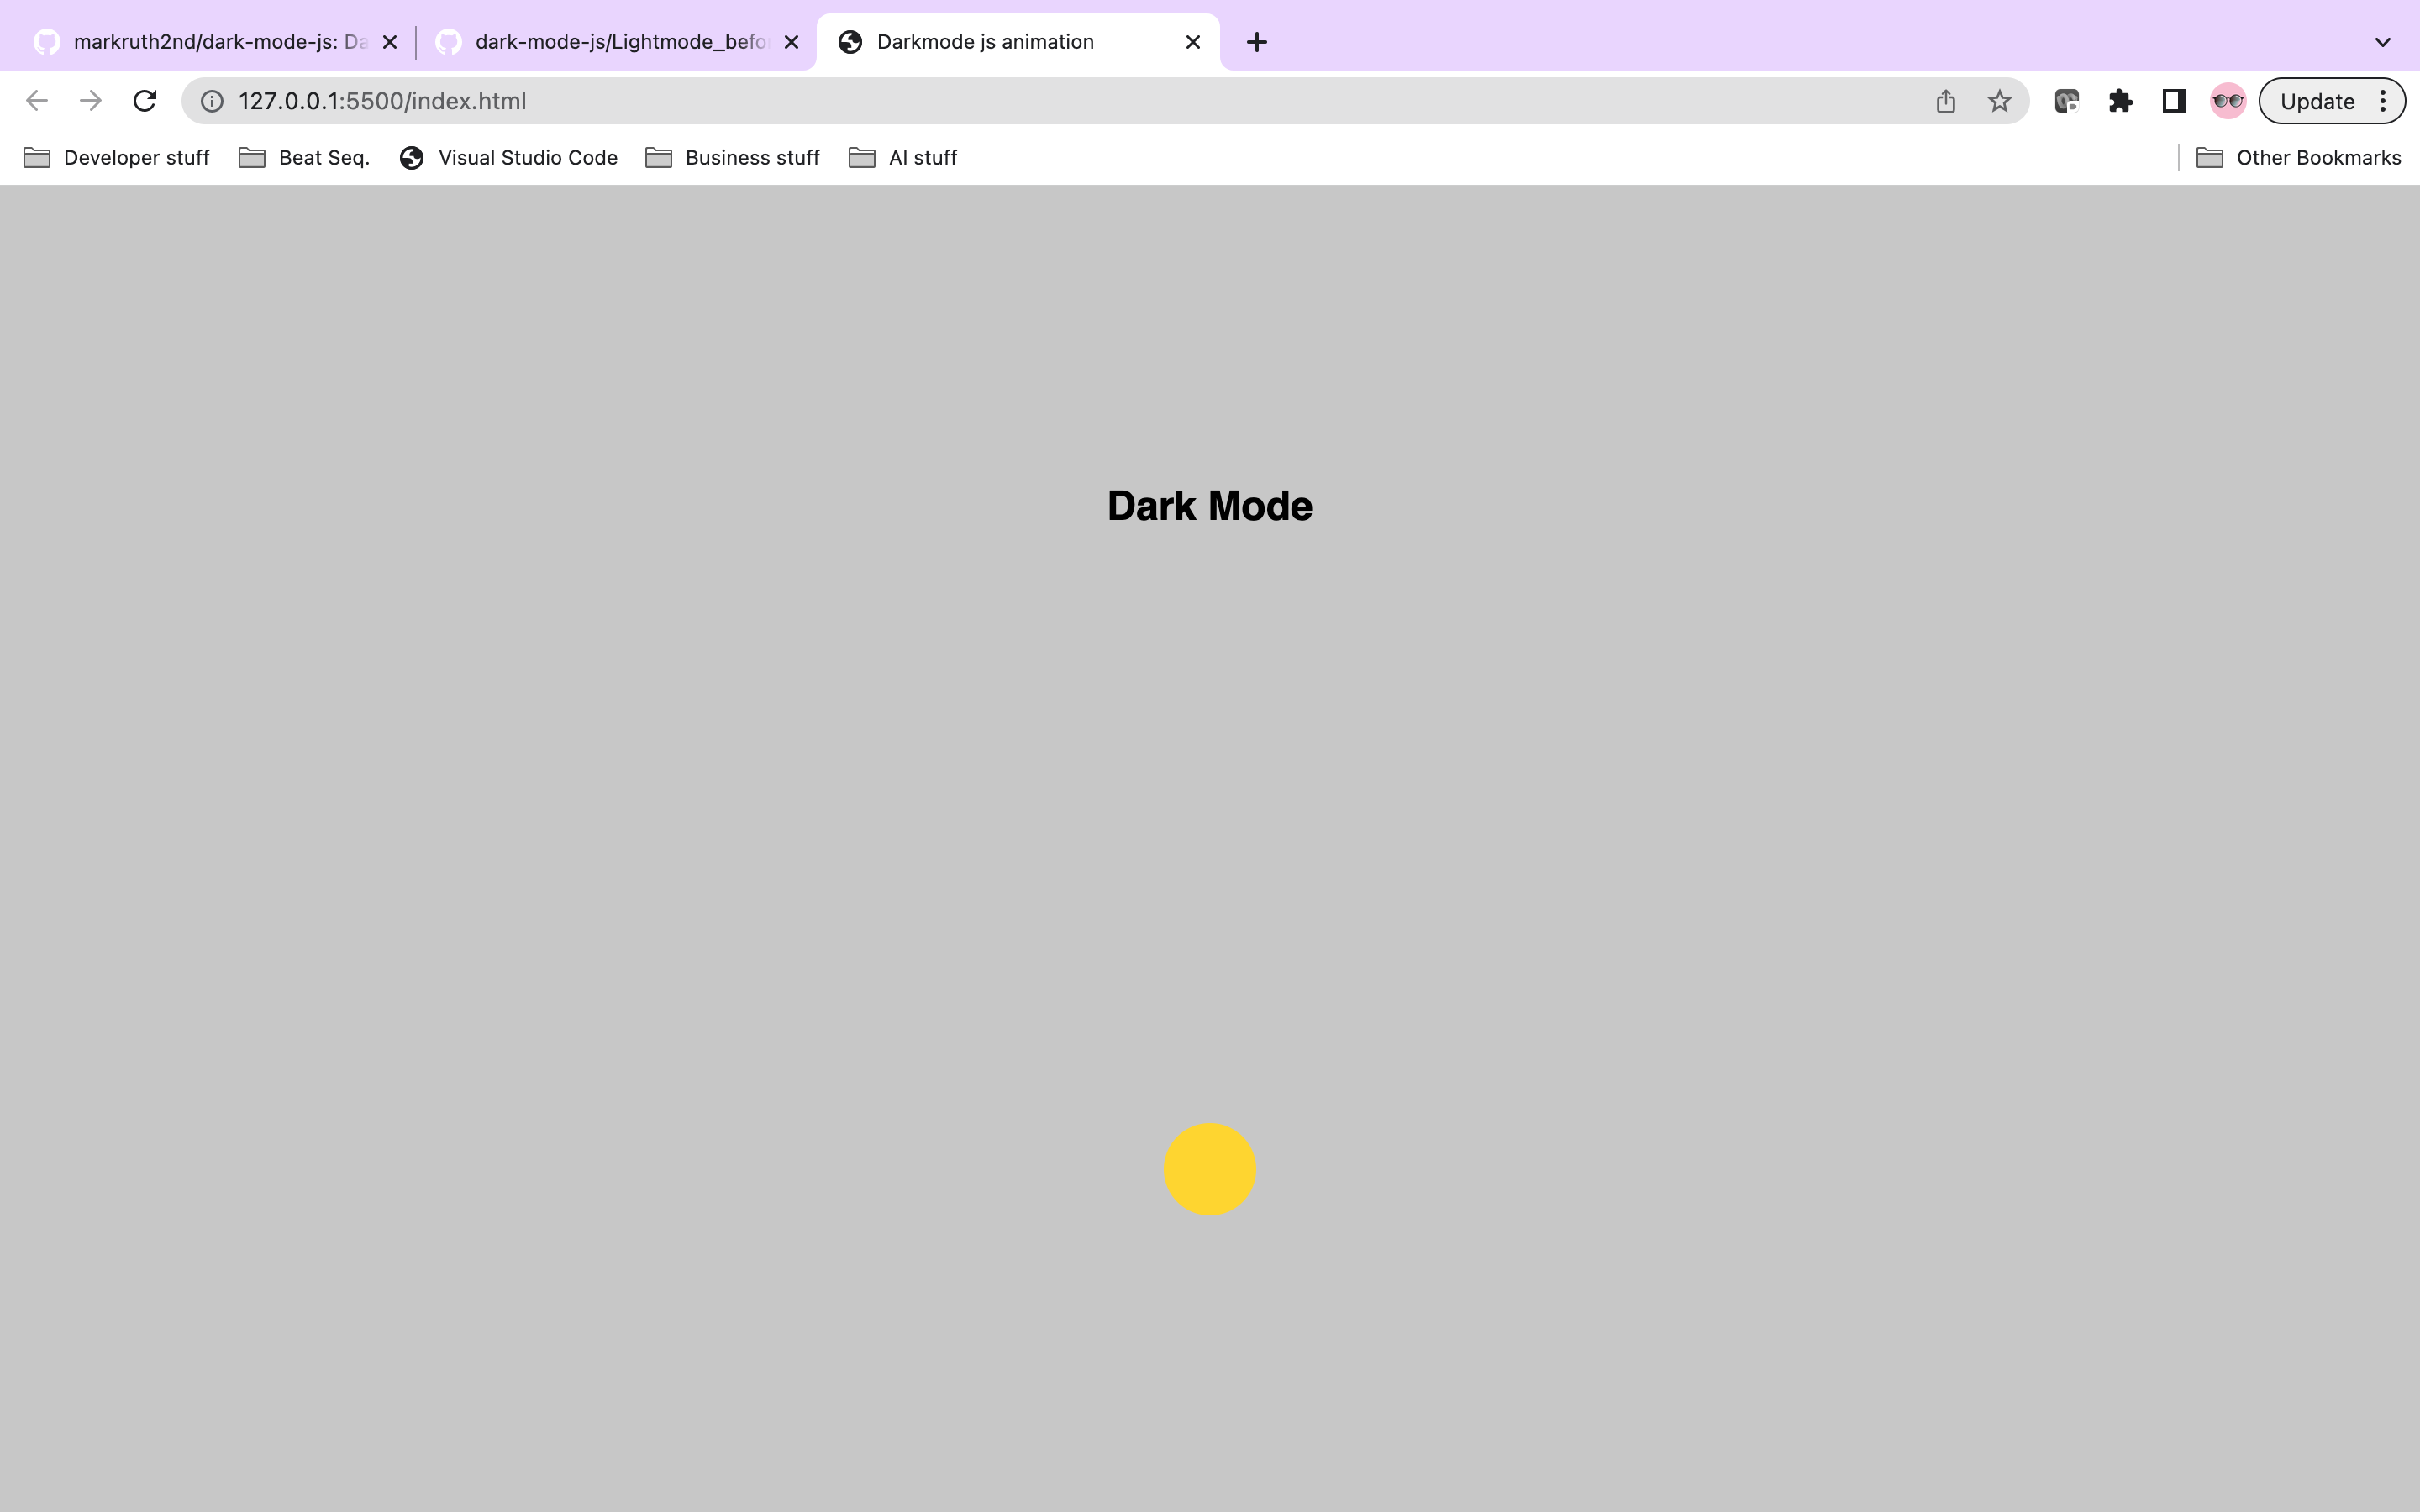 markruth2nd/dark-mode-js: Da
dark-mode-js/Lightmode_befo
Darkmode js animation
127.0.0.1:5500/index.html
Update
Developer stuff
Beat Seq.
Visual Studio Code
Business stuff
AI stuff
Other Bookmarks
Dark Mode